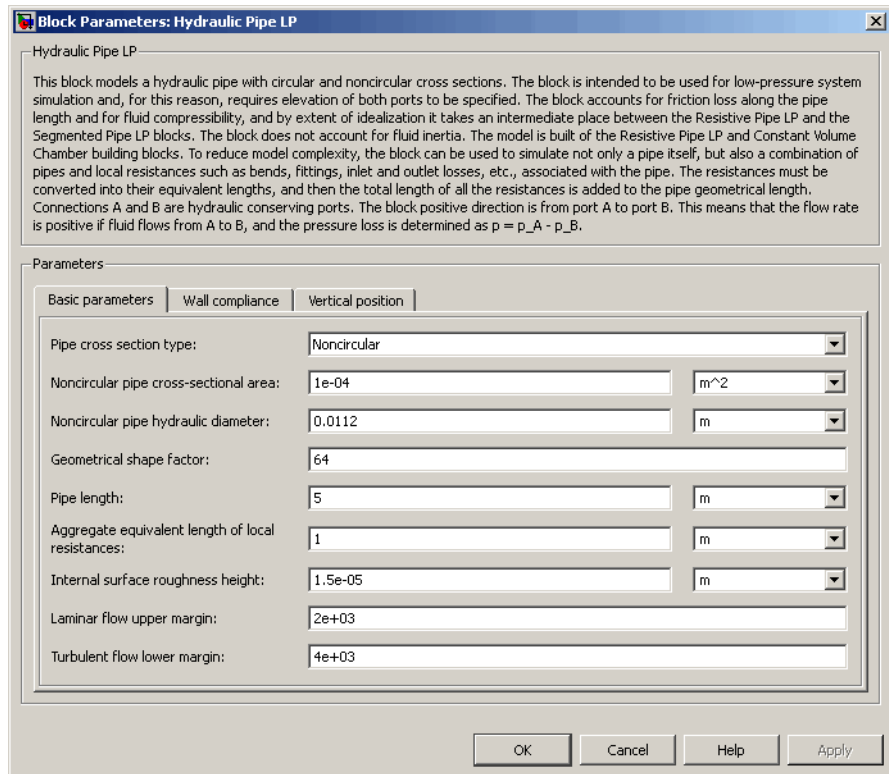 Block Parameters: Hydraulic Pipe LP
Hydraulic Pipe LP
This block models a hydraulic pipe with circular and noncircular cross sections. The block is intended to be used for low-pressure system
simulation and, for this reason, requires elevation of both ports to be specified. The block accounts for friction loss along the pipe
length and for fluid compressibility, and by extent of idealization it takes an intermediate place between the Resistive Pipe LP and the
Segmented Pipe LP blocks. The block does not account for fluid inertia. The model is built of the Resistive Pipe LP and Constant Volume
Chamber building blocks. To reduce model complexity, the block can be used to simulate not only a pipe itself, but also a combination of
pipes and local resistances such as bends, fittings, inlet and outlet losses, etc., associated with the pipe. The resistances must be
converted into their equivalent lengths, and then the total length of all the resistances is added to the pipe geometrical length.
Connections A and B are hydraulic conserving ports. The block positive direction is from port A to port B. This means that the flow rate
is positive if fluid flows from A to B, and the pressure loss is determined as p = p_A - p_B.
Parameters
Basic parameters Wall compliance Vertical position
Pipe cross section type: Noncircular
Noncircular pipe cross-sectional area: 1e-04 m^2
Noncircular pipe hydraulic diameter: 0.0112 m
Geometrical shape factor: 64
Pipe length: 5 m
Aggregate equivalent length of local
resistances: 1 m
Internal surface roughness height: 1.5e-05 m
Laminar flow upper margin: 2e+03
Turbulent flow lower margin: 4e+03
OK Cancel Help Apply